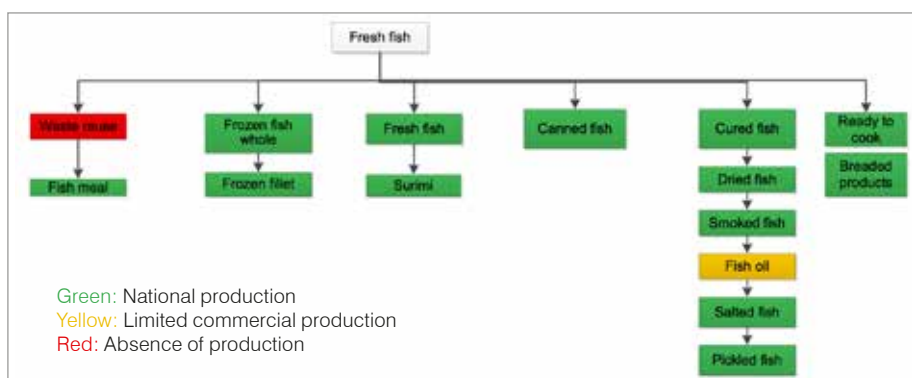 Fresh fish
Waste reuse
Frozen fish
whole
Fresh fish
Canned fish
Cured fish
Ready to
cook
Fish meal
Frozen fillet
Surimi
Dried fish
Breaded
products
Smoked fish
Fish oil
Salted fish
Pickled fish
Green: National production
Yellow: Limited commercial production
Red: Absence of production